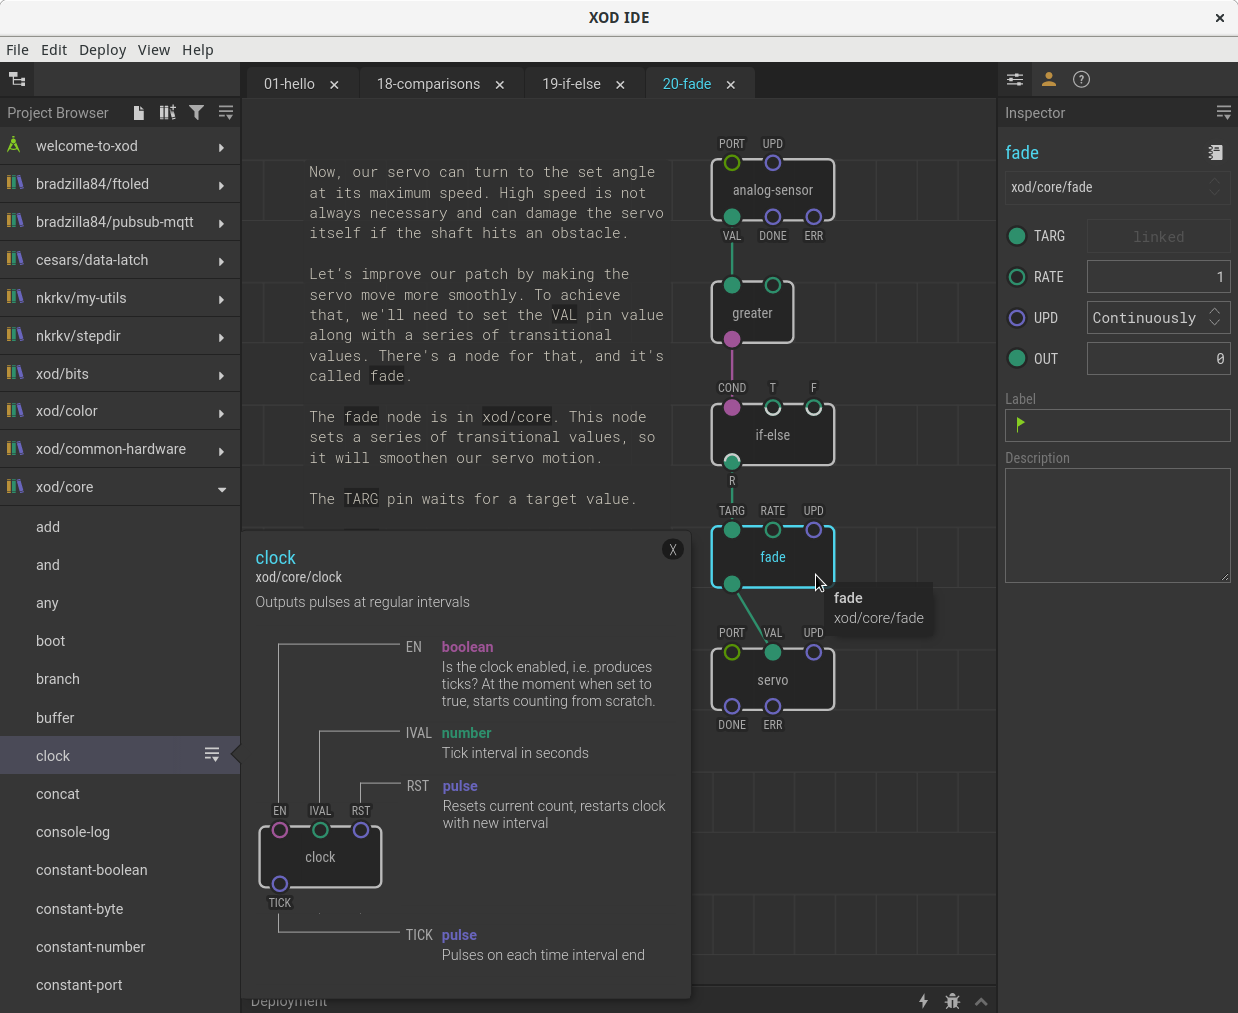 XOD IDE
File Edit Deploy View Help
01-hello 18-comparisons 19-if-else 20-fade
Project Browser
welcome-to-xod
bradzilla84/ftoled
bradzilla84/pubsub-mqtt
cesars/data-latch
nkrkv/my-utils
nkrkv/stepdir
xod/bits
xod/color
xod/common-hardware
xod/core
add
and
any
boot
branch
buffer
clock
concat
console-log
constant-boolean
constant-byte
constant-number
constant-port
Now, our servo can turn to the set angle
at its maximum speed. High speed is not
always necessary and can damage the servo
itself if the shaft hits an obstacle.
Let's improve our patch by making the
servo move more smoothly. To achieve
that, we'll need to set the VAL pin value
along with a series of transitional
values. There's a node for that, and it's
called fade.
The fade node is in xod/core. This node
sets a series of transitional values, so
it will smoothen our servo motion.
The TARG pin waits for a target value.
clock
X
xod/core/clock
Outputs pulses at regular intervals
EN boolean
Is the clock enabled, i.e. produces
ticks? At the moment when set to
true, starts counting from scratch.
IVAL number
Tick interval in seconds
RST pulse
Resets current count, restarts clock
with new interval
EN IVAL RST
clock
TICK
TICK pulse
Pulses on each time interval end
Deployment
PORT UPD
analog-sensor
VAL DONE ERR
greater
COND T F
if-else
R
TARG RATE UPD
fade
fade
xod/core/fade
PORT VAL UPD
servo
DONE ERR
Inspector
fade
xod/core/fade
TARG linked
RATE 1
UPD Continuously
OUT 0
Label
Description